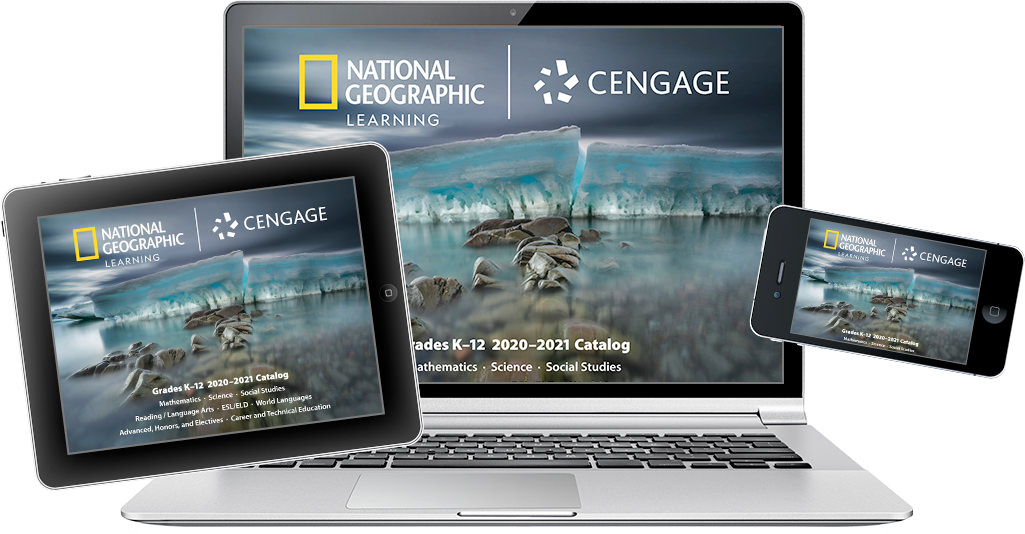 NATIONAL
GEOGRAPHIC
LEARNING
CENGAGE
rades K–12 2020–2021 Catalog
athematics · Science · Social Studies
NATIONAL
GEOGRAPHIC
LEARNING
CENGAGE
Grades K–12 2020–2021 Catalog
Mathematics · Science · Social Studies
Reading / Language Arts · ESL/ELD · World Languages
Advanced, Honors, and Electives · Career and Technical Education
NATIONAL
GEOGRAPHIC
LEARNING
CENGAGE
Grades K–12 2020–2021 Catalog
Mathematics · Science · Social Studies